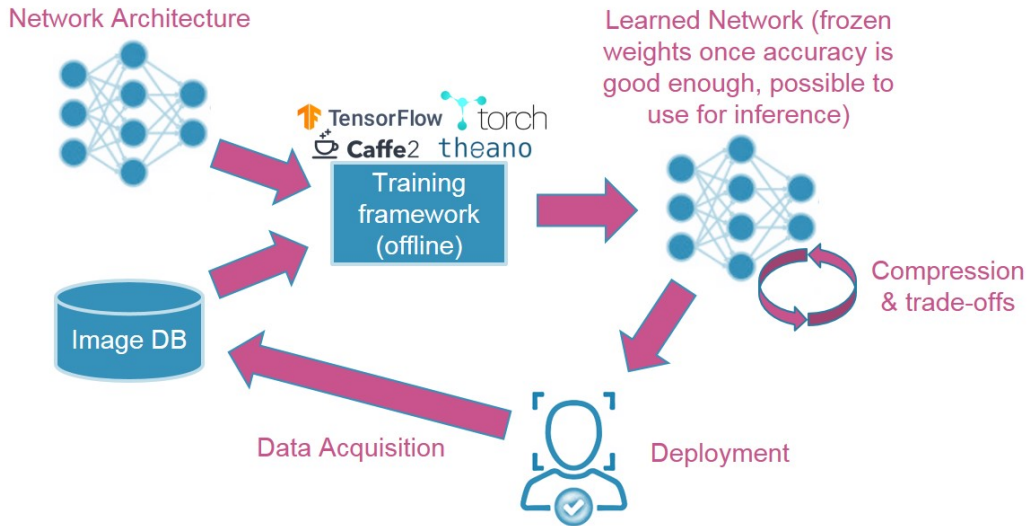 Network Architecture
Learned Network (frozen
weights once accuracy is
good enough, possible to
use for inference)
TensorFlow torch
Caffe2 theano
Training
framework
(offline)
Compression
& trade-offs
Image DB
Data Acquisition
Deployment